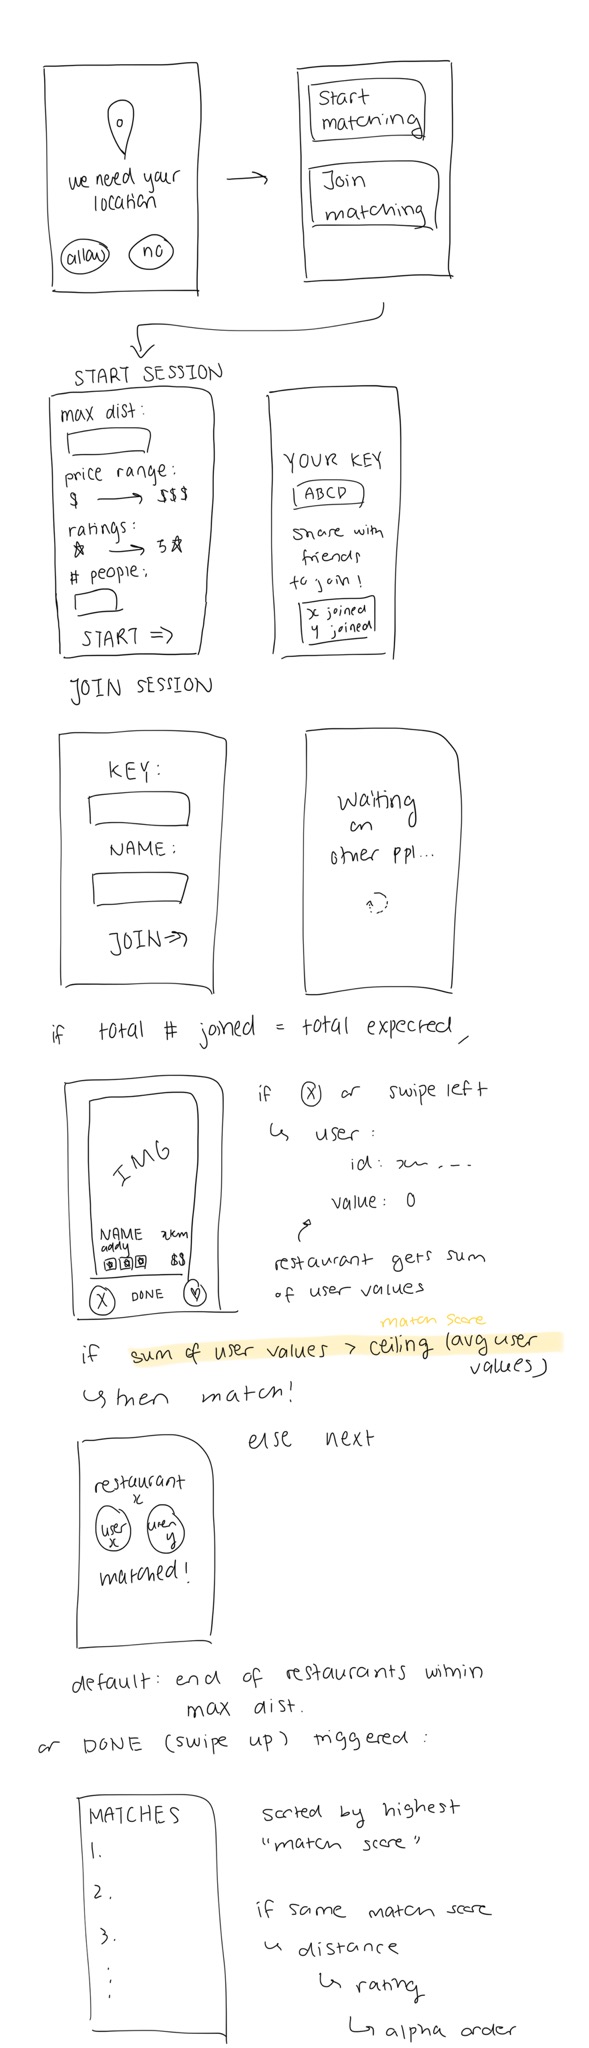 we need your
location
allow
no
Start
matching
Join
matching
START SESSION
max dist:
price range:
$ → $$$
ratings:
☆ → 5☆
# people:
START ⇒
YOUR KEY
ABCD
share with
friends
to join!
x joined
y joined
JOIN SESSION
KEY:
NAME:
JOIN⇒
Waiting
on
other ppl...
if total # joined = total expected,
IMG
NAME xkm
addy
$$
X DONE
if X or swipe left
↳ user:
id:
value: 0
restaurant gets sum
of user values
match score
if sum of user values > ceiling (avg user
values)
↳ then match!
else next
restaurant
x
user
x
user
y
matched!
default: end of restaurants within
max dist.
or DONE (swipe up) triggered:
MATCHES
1.
2.
3.
sorted by highest
"match score"
if same match score
↳ distance
↳ rating
↳ alpha order